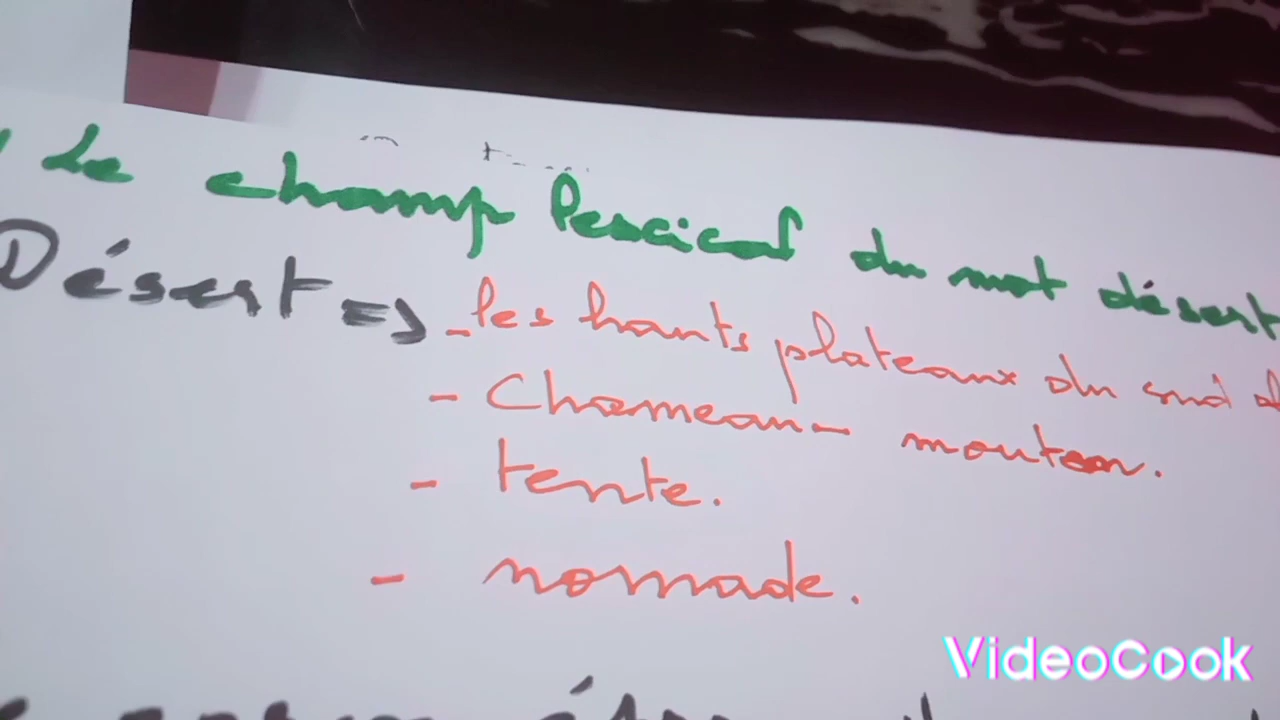 Le champ lexical du mot désert
Désert => - les hauts plateaux du sud
- Chameau - mouton.
- tente.
- nomade.
VideoCook